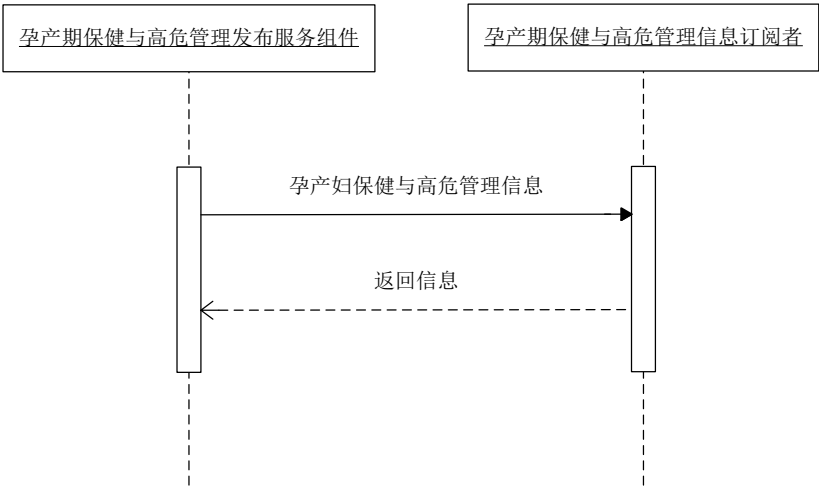 孕产期保健与高危管理发布服务组件
孕产期保健与高危管理信息订阅者
孕产妇保健与高危管理信息
返回信息